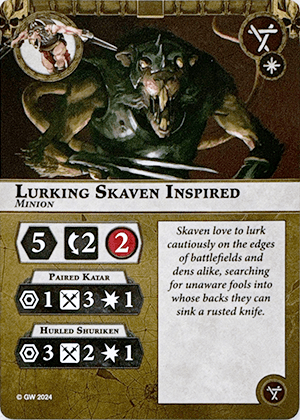 Lurking Skaven Inspired
Minion
5 2 2
Paired Katar
1 3 1
Hurled Shuriken
3 2 1
Skaven love to lurk
cautiously on the edges
of battlefields and
dens alike, searching
for unaware fools into
whose backs they can
sink a rusted knife.
© GW 2024